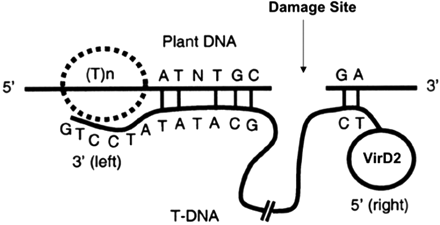 Damage Site
Plant DNA
(T)n
5' A T N T G C G A 3'
G T C C T A T A T A C G C T
3' (left)
VirD2
5' (right)
T-DNA